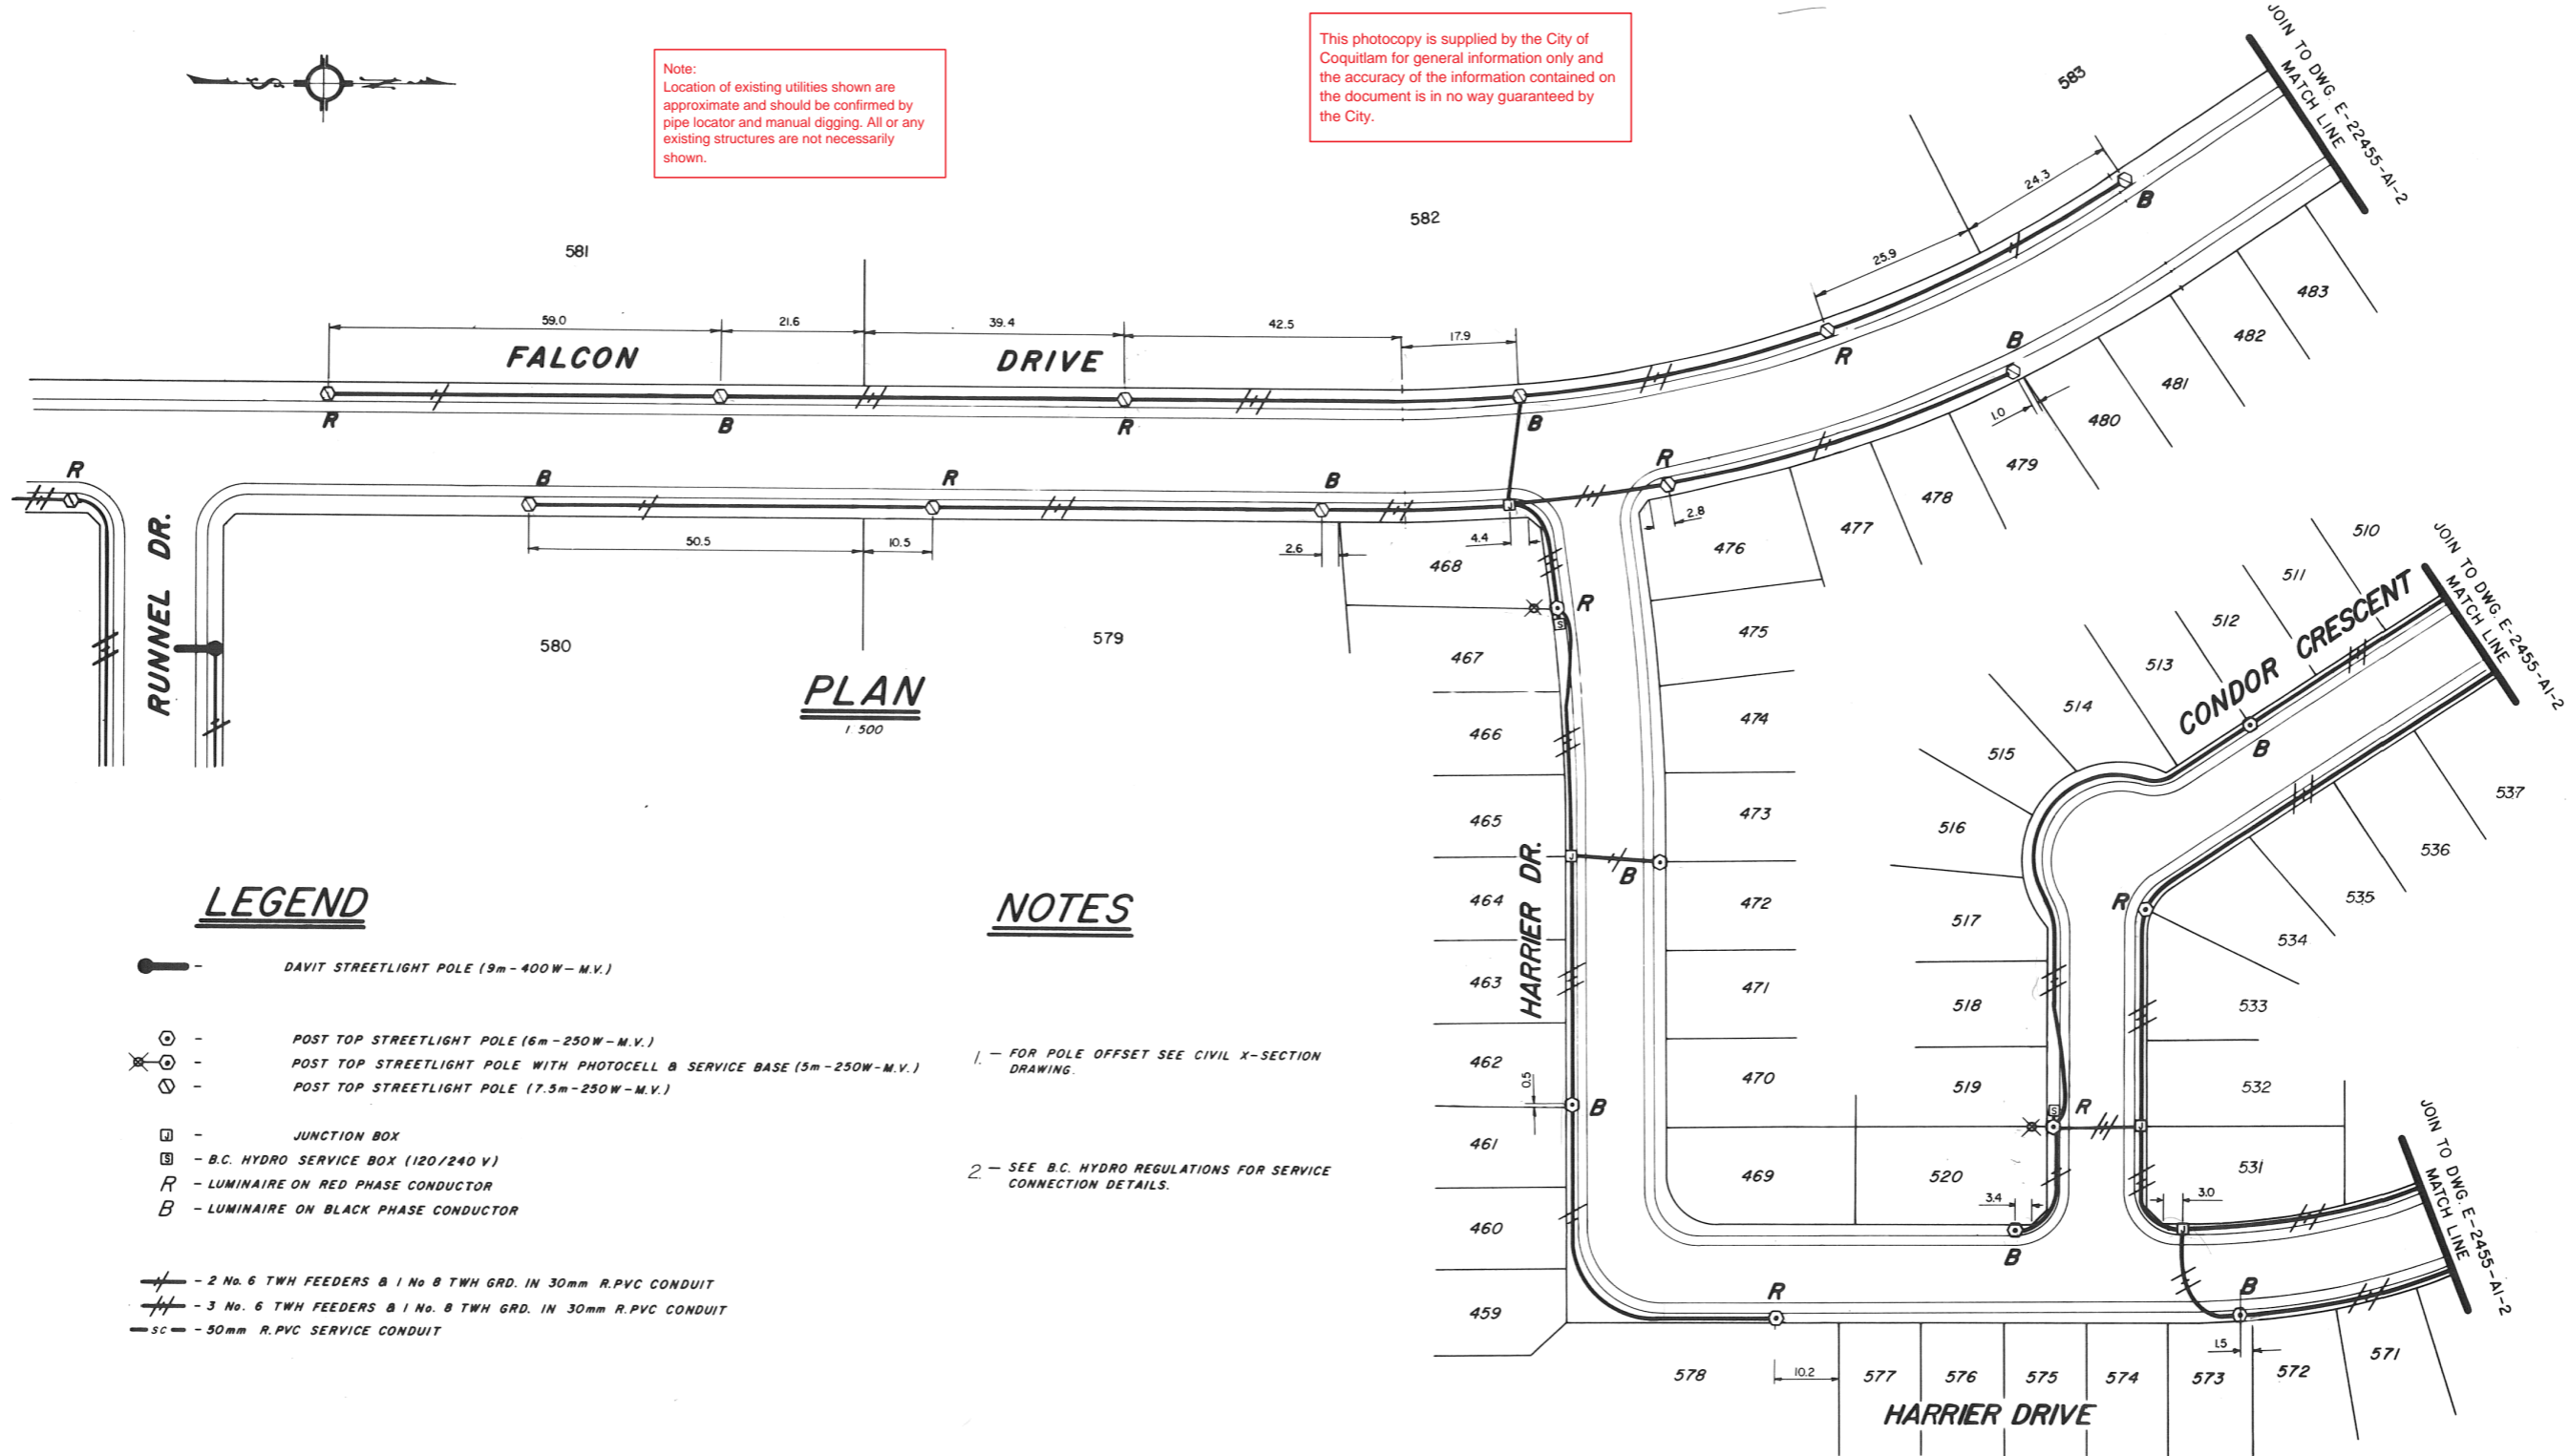 S N
Note:
Location of existing utilities shown are
approximate and should be confirmed by
pipe locator and manual digging. All or any
existing structures are not necessarily
shown.
This photocopy is supplied by the City of
Coquitlam for general information only and
the accuracy of the information contained on
the document is in no way guaranteed by
the City.
JOIN TO DWG. E-22455-A1-2
MATCH LINE
583
582
581
24.3
25.9
B
R
59.0
21.6
39.4
42.5
17.9
FALCON DRIVE
R
B
R
B
R
B
R
B
R
B
1.0
50.5
10.5
2.6
4.4
2.8
RUNNEL DR.
580
579
PLAN
1:500
483
482
481
480
479
478
477
476
475
474
473
472
471
470
469
468
467
466
465
464
463
462
461
460
459
R
B
B
0.5
HARRIER DR.
510
511
512
513
514
515
516
517
518
519
520
CONDOR CRESCENT
JOIN TO DWG. E-2455-A1-2
MATCH LINE
B
R
R
B
537
536
535
534
533
532
531
3.4
3.0
JOIN TO DWG. E-2455-A1-2
MATCH LINE
R
B
1.5
10.2
578
577
576
575
574
573
572
571
HARRIER DRIVE
LEGEND
- DAVIT STREETLIGHT POLE (9m-400W-M.V.)
- POST TOP STREETLIGHT POLE (6m-250W-M.V.)
- POST TOP STREETLIGHT POLE WITH PHOTOCELL & SERVICE BASE (5m-250W-M.V.)
- POST TOP STREETLIGHT POLE (7.5m-250W-M.V.)
J - JUNCTION BOX
S - B.C. HYDRO SERVICE BOX (120/240 V)
R - LUMINAIRE ON RED PHASE CONDUCTOR
B - LUMINAIRE ON BLACK PHASE CONDUCTOR
- 2 No. 6 TWH FEEDERS & 1 No 8 TWH GRD. IN 30mm R.PVC CONDUIT
- 3 No. 6 TWH FEEDERS & 1 No. 8 TWH GRD. IN 30mm R.PVC CONDUIT
SC - 50mm R.PVC SERVICE CONDUIT
NOTES
1. - FOR POLE OFFSET SEE CIVIL X-SECTION
DRAWING.
2 - SEE B.C. HYDRO REGULATIONS FOR SERVICE
CONNECTION DETAILS.